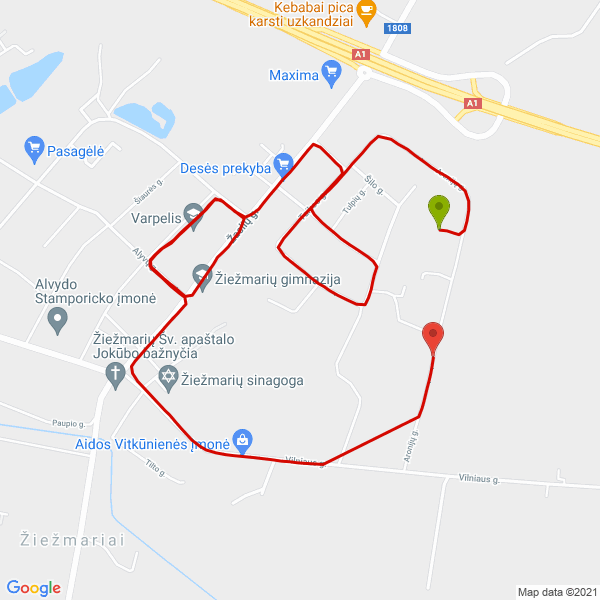 Kebabai pica
karsti uzkandziai
1808
A1
Maxima
A1
Pasagėlė
Desės prekyba
Šilo g.
Šiaurės g.
Tulpių g.
Varpelis
Žaslių g.
Žiežmarių gimnazija
Alvydo
Stamporicko įmonė
Žiežmarių Šv. apaštalo
Jokūbo bažnyčia
Žiežmarių sinagoga
Paupio g.
Aidos Vitkūnienės įmonė
Aronijų g.
Tilto g.
Vilniaus g.
Vilniaus g.
Žiežmariai
Google
Map data ©2021